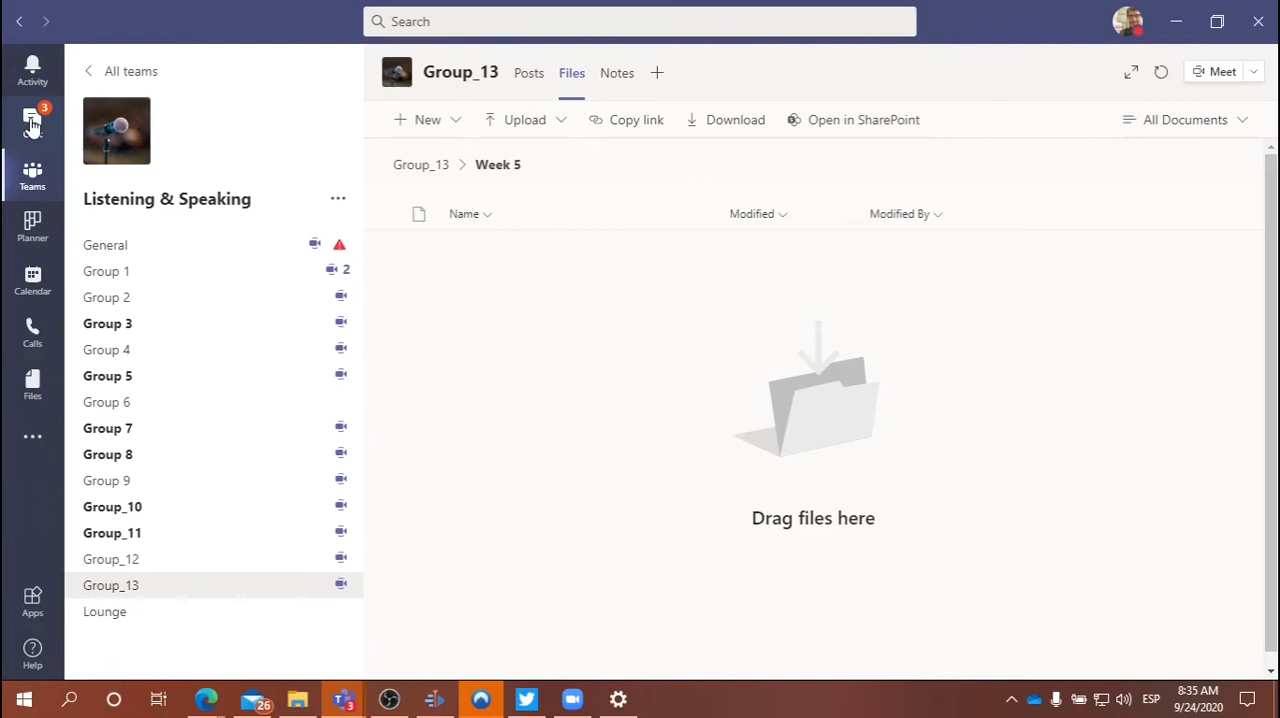 Search
Activity
3
Teams
Planner
Calendar
Calls
Files
Apps
Help
All teams
Listening & Speaking
General
Group 1
2
Group 2
Group 3
Group 4
Group 5
Group 6
Group 7
Group 8
Group 9
Group_10
Group_11
Group_12
Group_13
Lounge
Group_13
Posts
Files
Notes
Meet
New
Upload
Copy link
Download
Open in SharePoint
All Documents
Group_13 > Week 5
Name
Modified
Modified By
Drag files here
26
3
ESP
8:35 AM
9/24/2020